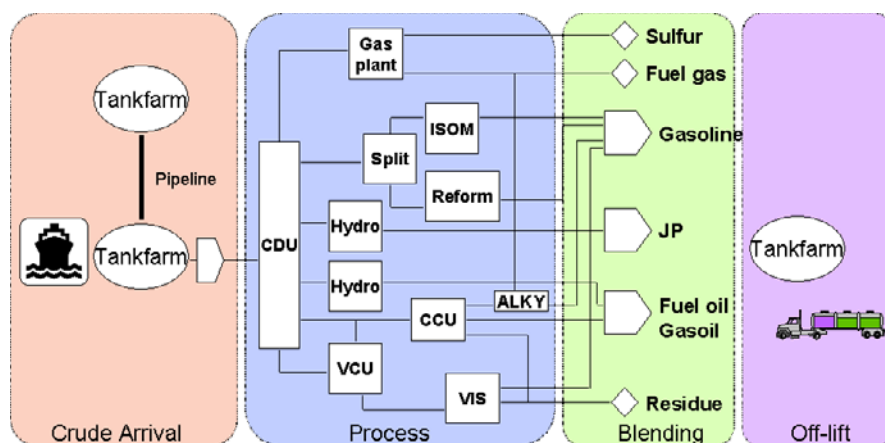 Gas
plant
Sulfur
Fuel gas
Tankfarm
ISOM
Gasoline
Split
Pipeline
Reform
CDU
Hydro
JP
Tankfarm
Tankfarm
Hydro
ALKY
Fuel oil
Gasoil
CCU
VCU
VIS
Residue
Crude Arrival
Process
Blending
Off-lift